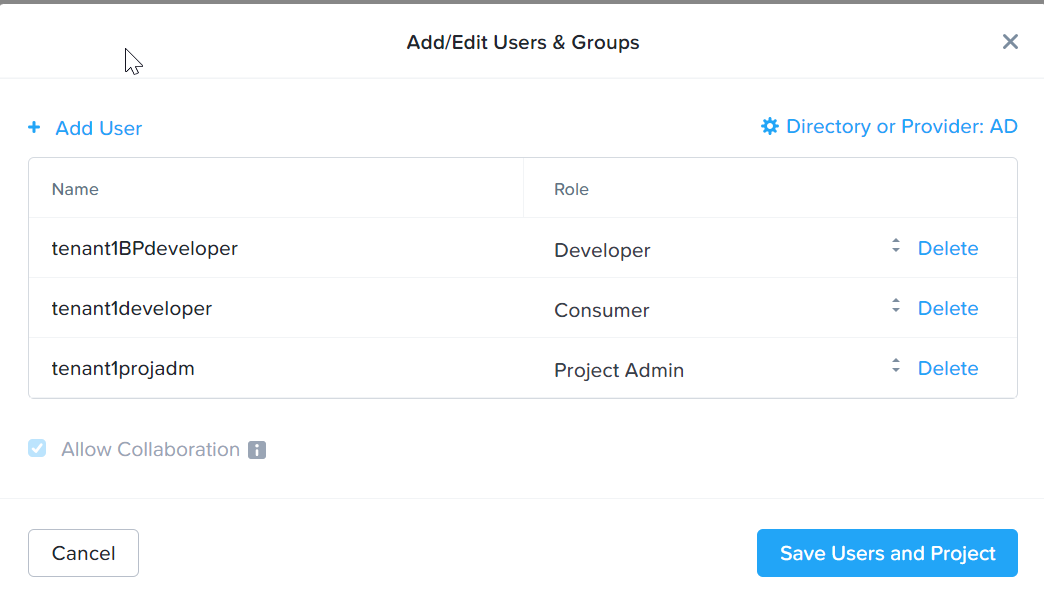 Add/Edit Users & Groups
Add User
Directory or Provider: AD
Name Role
tenant1BPdeveloper Developer Delete
tenant1developer Consumer Delete
tenant1projadm Project Admin Delete
Allow Collaboration
Cancel Save Users and Project